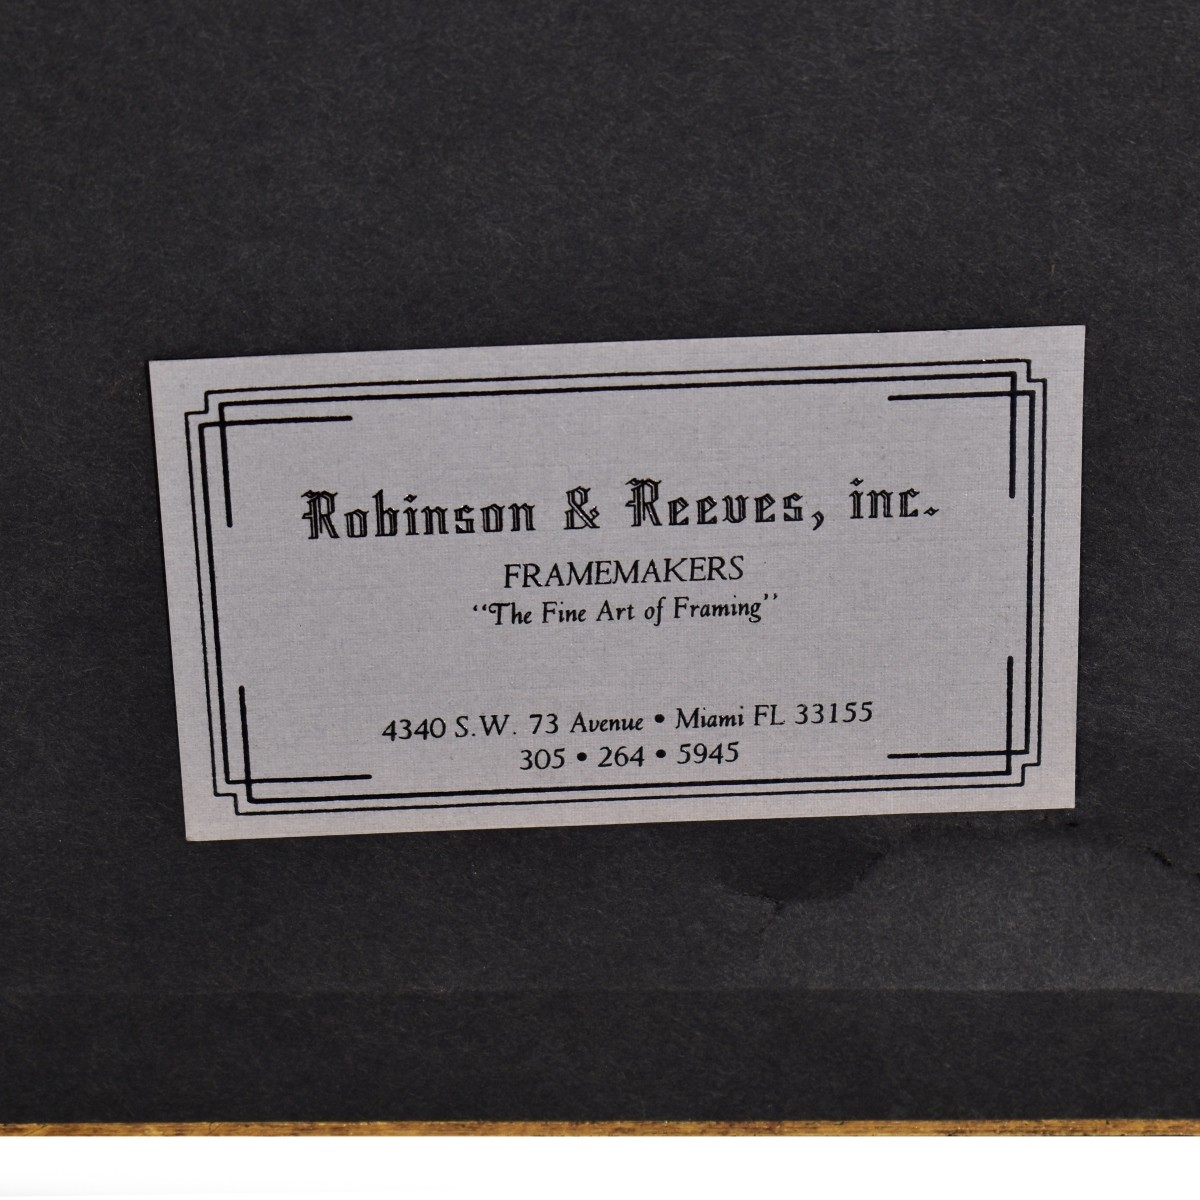 Robinson & Reeves, inc.
FRAMEMAKERS
“The Fine Art of Framing”
4340 S.W. 73 Avenue • Miami FL 33155
305 • 264 • 5945